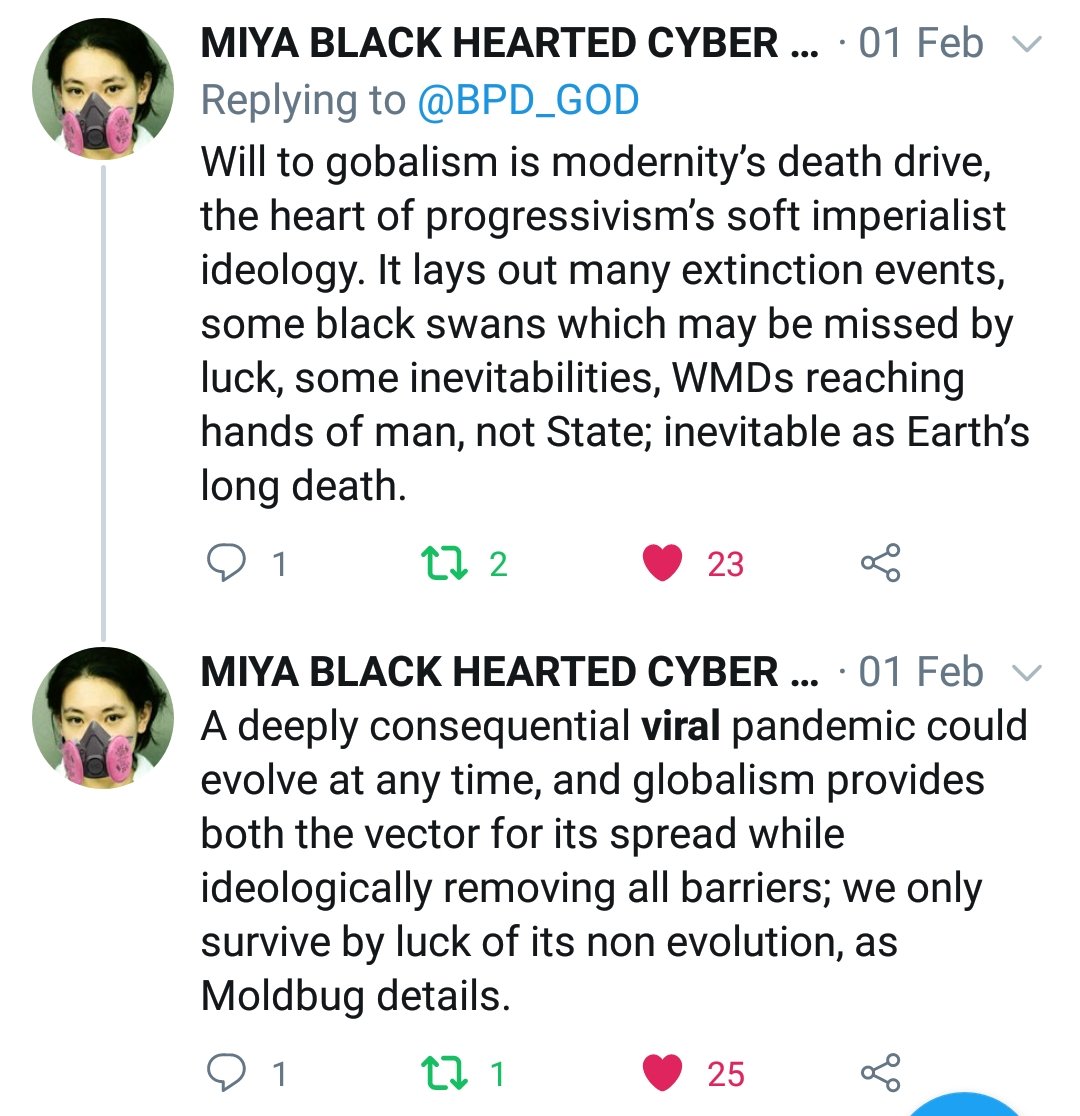 MIYA BLACK HEARTED CYBER ... · 01 Feb
Replying to @BPD_GOD
Will to gobalism is modernity’s death drive,
the heart of progressivism’s soft imperialist
ideology. It lays out many extinction events,
some black swans which may be missed by
luck, some inevitabilities, WMDs reaching
hands of man, not State; inevitable as Earth’s
long death.
1 2 23
MIYA BLACK HEARTED CYBER ... · 01 Feb
A deeply consequential viral pandemic could
evolve at any time, and globalism provides
both the vector for its spread while
ideologically removing all barriers; we only
survive by luck of its non evolution, as
Moldbug details.
1 1 25